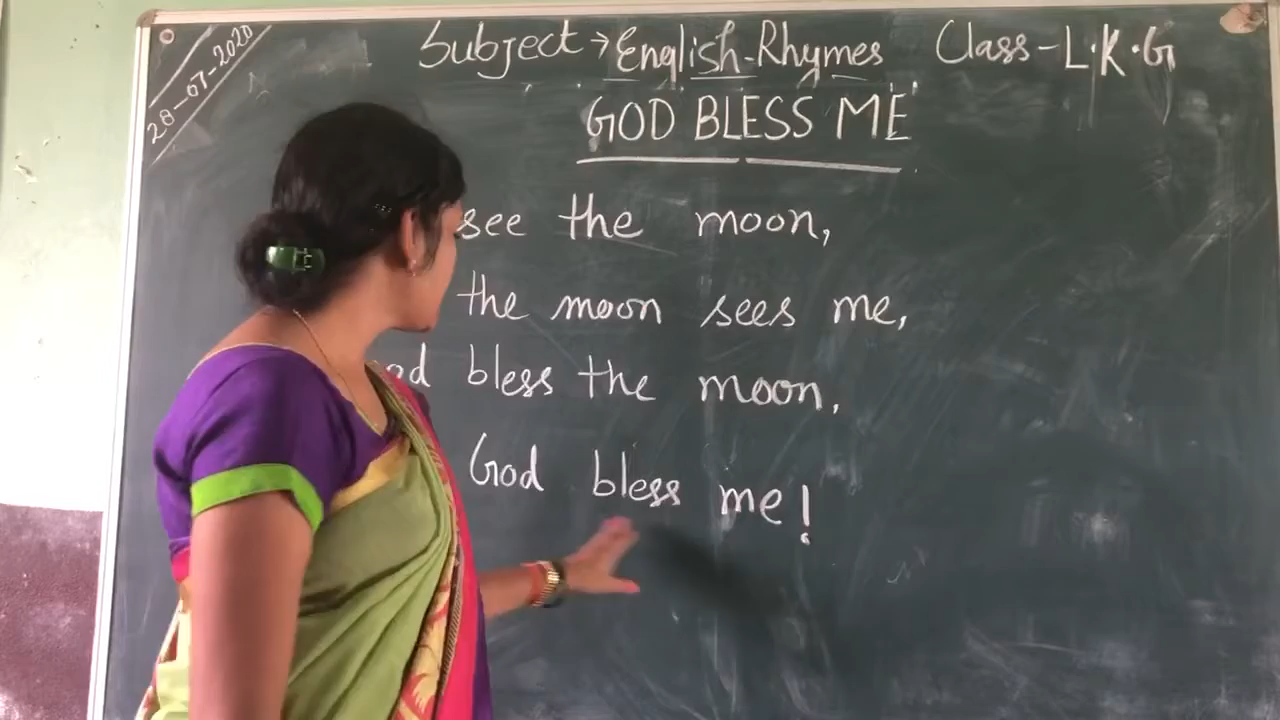 28-07-2020
Subject → English-Rhymes Class-L.K.G
GOD BLESS ME
see the moon,
the moon sees me,
od bless the moon,
God bless me!